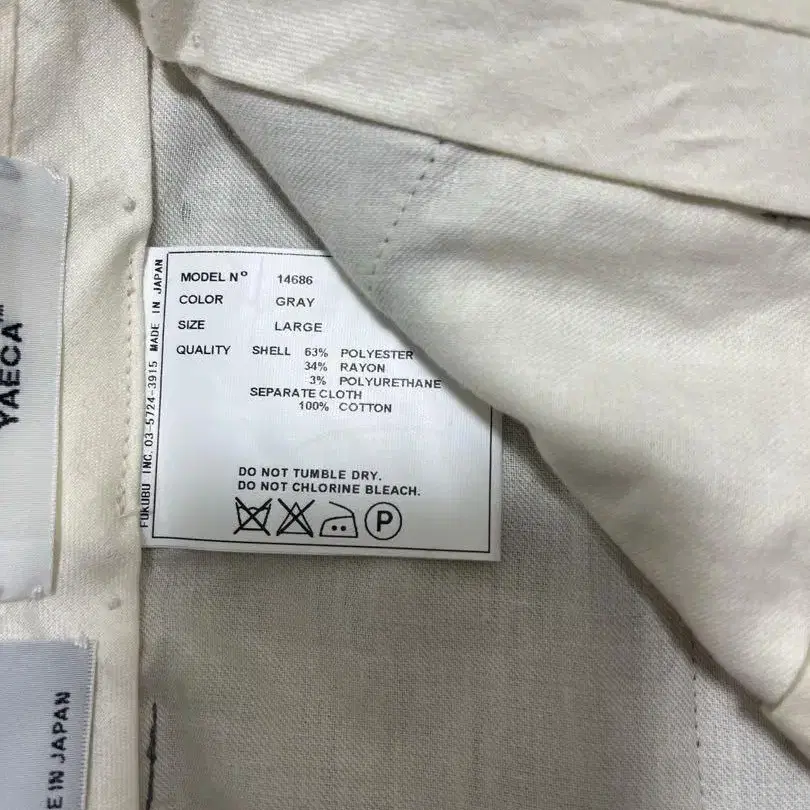 MODEL Nº 14686
COLOR GRAY
SIZE LARGE
QUALITY SHELL 63% POLYESTER
34% RAYON
3% POLYURETHANE
SEPARATE CLOTH
100% COTTON
DO NOT TUMBLE DRY.
DO NOT CHLORINE BLEACH.
P
FUKUBU INC. 03-5724-3915 MADE IN JAPAN
YAECA™
E IN JAPAN